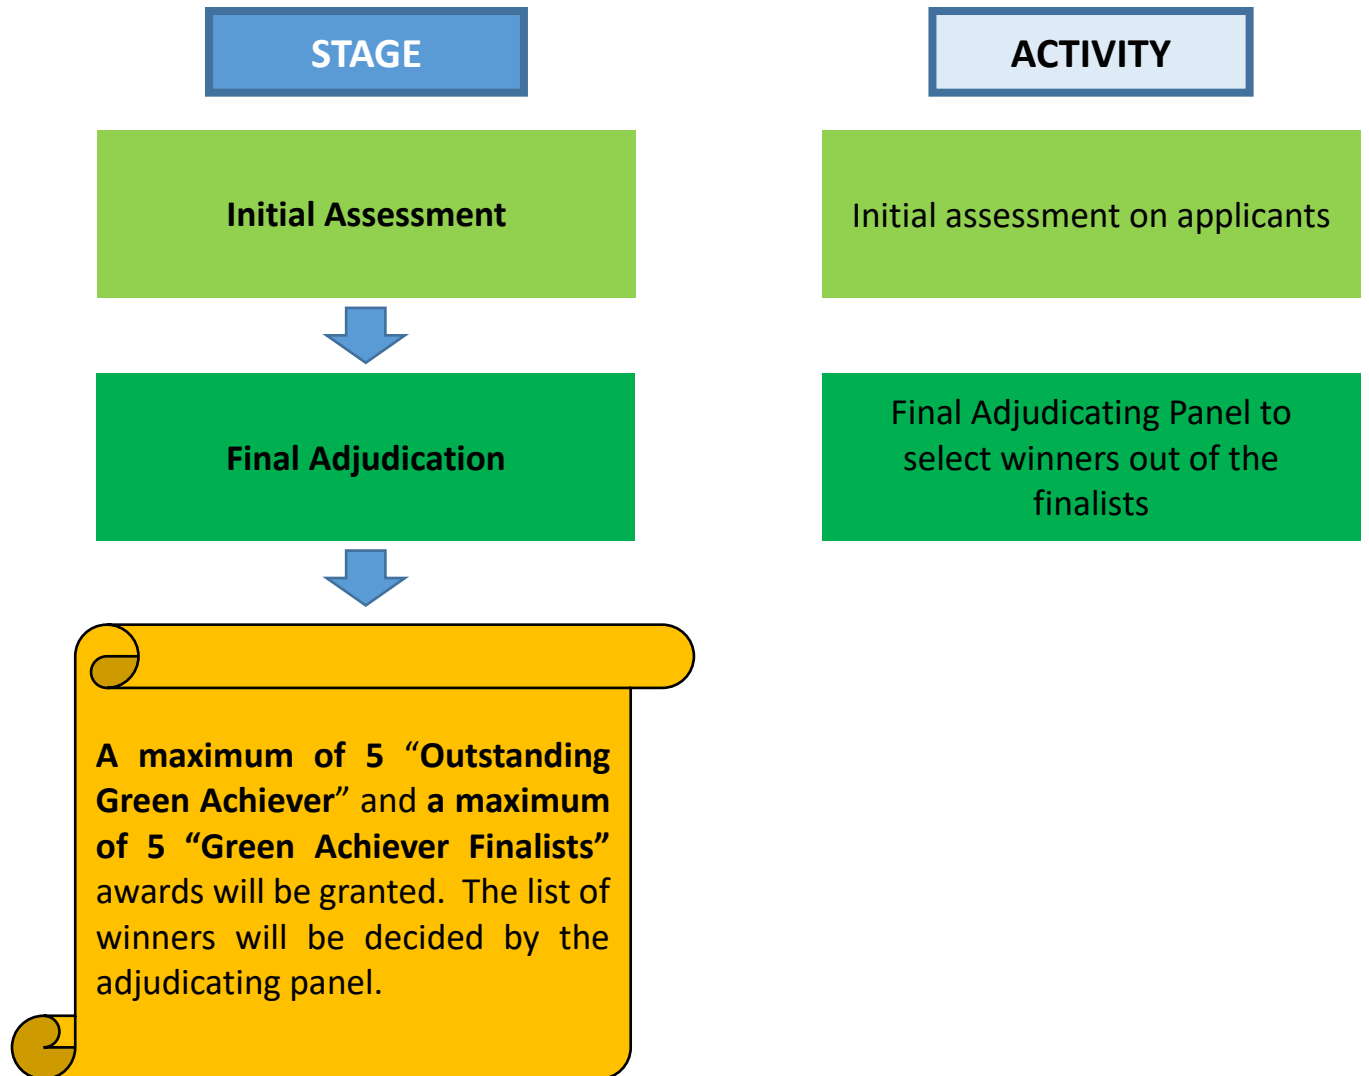 STAGE
ACTIVITY
Initial Assessment
Initial assessment on applicants
Final Adjudication
Final Adjudicating Panel to
select winners out of the
finalists
A maximum of 5 “Outstanding
Green Achiever” and a maximum
of 5 “Green Achiever Finalists”
awards will be granted.  The list of
winners will be decided by the
adjudicating panel.